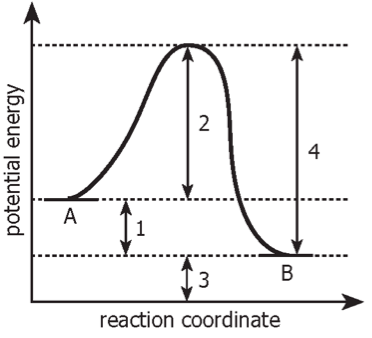 potential energy
2
4
A
1
B
3
reaction coordinate